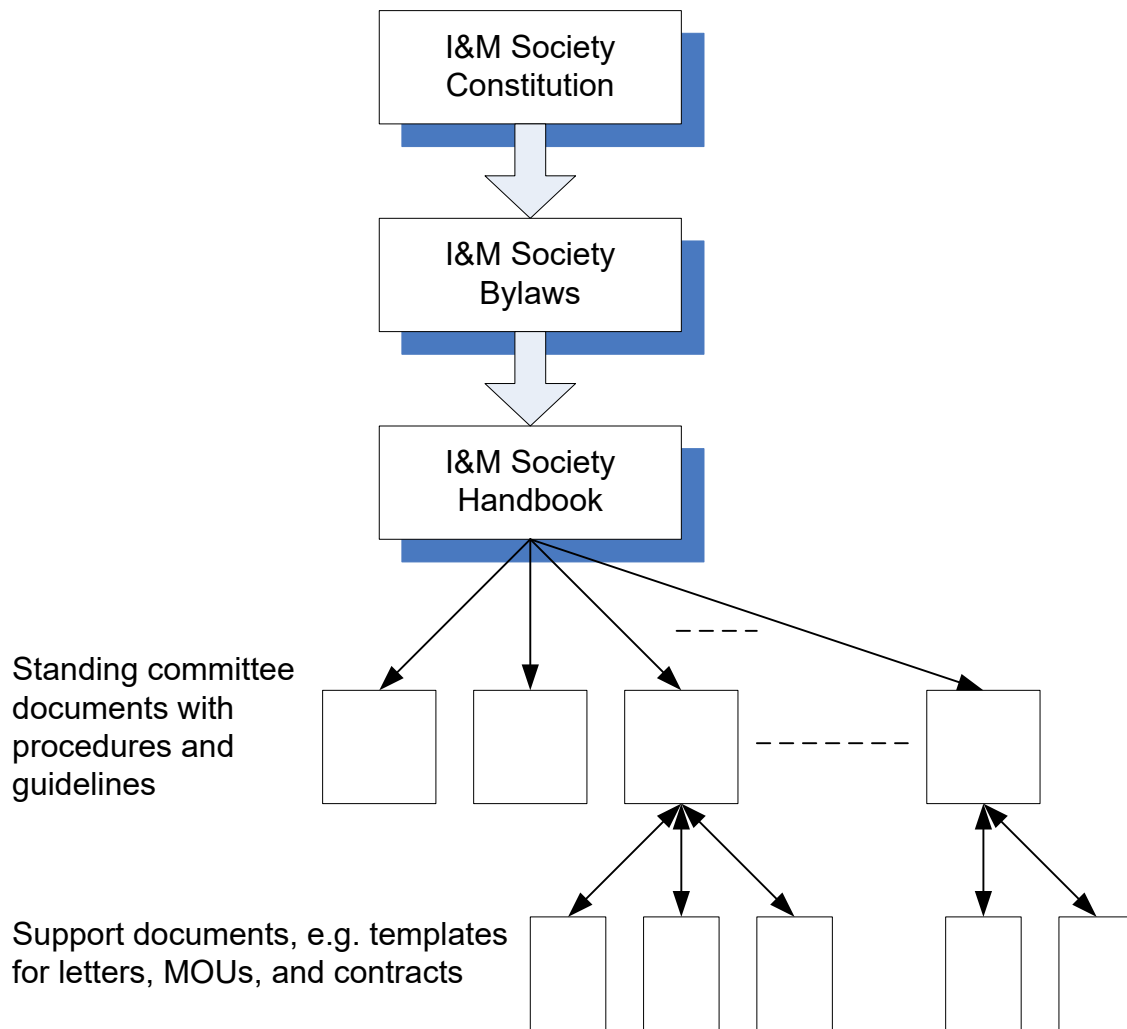 I&M Society
Constitution
I&M Society
Bylaws
I&M Society
Handbook
Standing committee
documents with
procedures and
guidelines
Support documents, e.g. templates
for letters, MOUs, and contracts